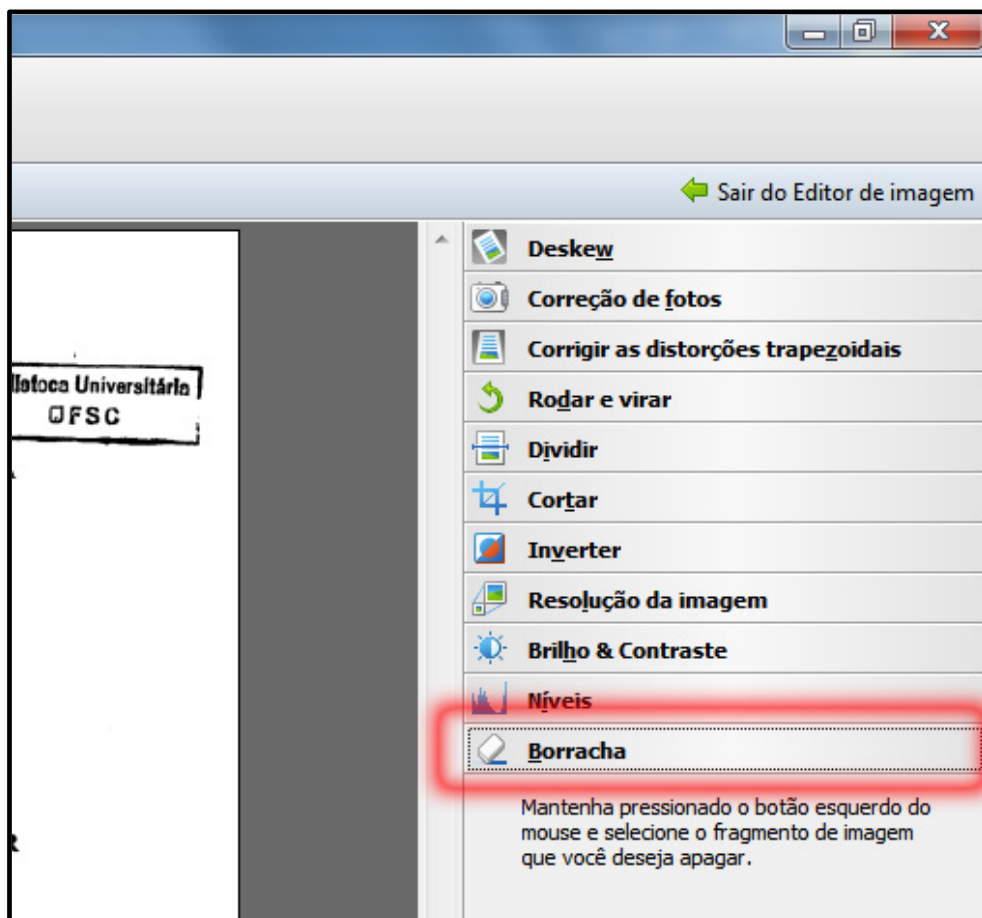 Sair do Editor de imagem
Deskew
Correção de fotos
Corrigir as distorções trapezoidais
Rodar e virar
Dividir
Cortar
Inverter
Resolução da imagem
Brilho & Contraste
Níveis
Borracha
Mantenha pressionado o botão esquerdo do
mouse e selecione o fragmento de imagem
que você deseja apagar.
Universitária
UFSC
R